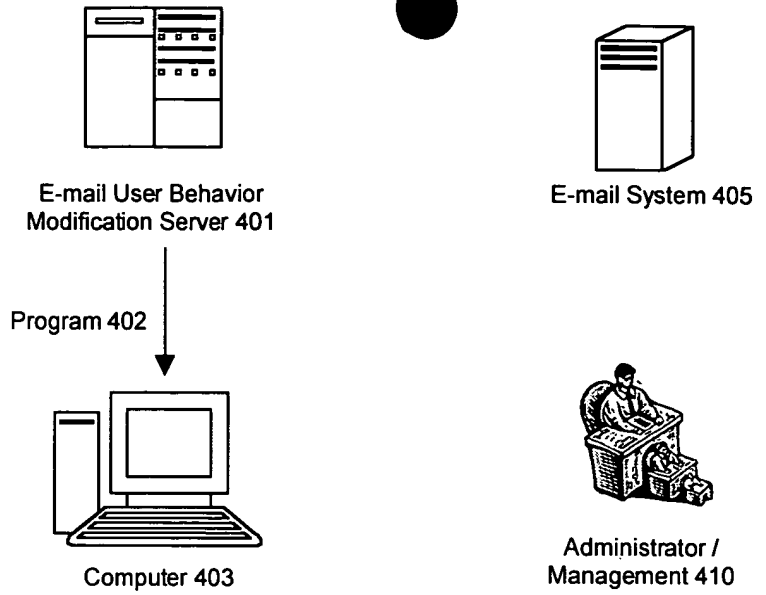 E-mail User Behavior
Modification Server 401
E-mail System 405
Program 402
Computer 403
Administrator /
Management 410